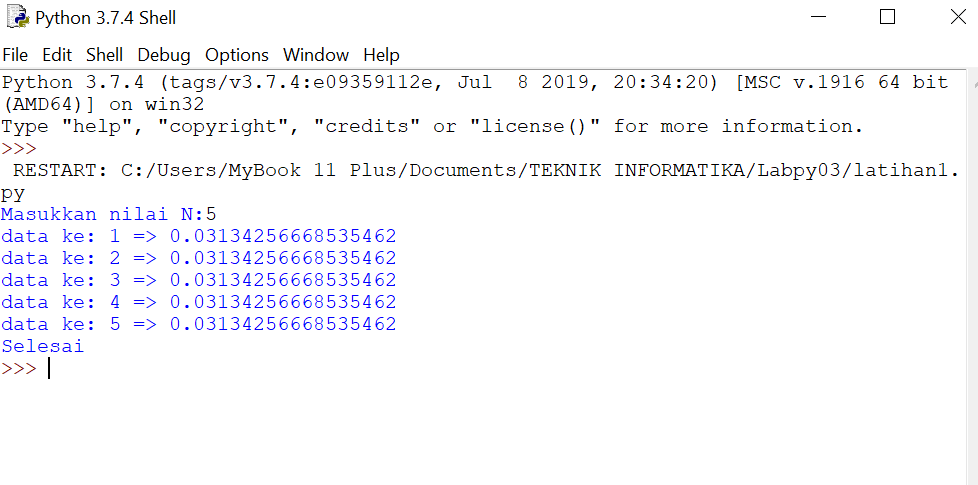 Python 3.7.4 Shell
File Edit Shell Debug Options Window Help
Python 3.7.4 (tags/v3.7.4:e09359112e, Jul  8 2019, 20:34:20) [MSC v.1916 64 bit
(AMD64)] on win32
Type "help", "copyright", "credits" or "license()" for more information.
>>>
 RESTART: C:/Users/MyBook 11 Plus/Documents/TEKNIK INFORMATIKA/Labpy03/latihan1.
py
Masukkan nilai N:5
data ke: 1 => 0.03134256668535462
data ke: 2 => 0.03134256668535462
data ke: 3 => 0.03134256668535462
data ke: 4 => 0.03134256668535462
data ke: 5 => 0.03134256668535462
Selesai
>>>